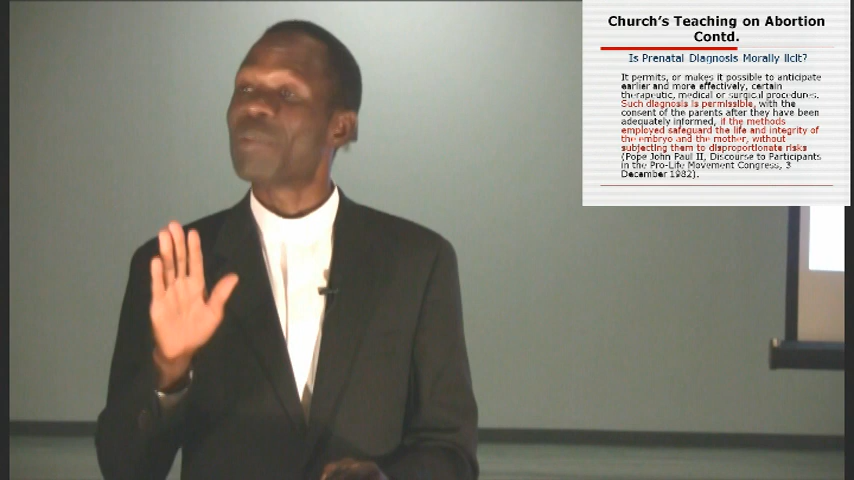 Church's Teaching on Abortion
Contd.
Is Prenatal Diagnosis Morally licit?
It permits, or makes it possible to anticipate
earlier and more effectively, certain
therapeutic, medical or surgical procedures.
Such diagnosis is permissible, with the
consent of the parents after they have been
adequately informed, if the methods
employed safeguard the life and integrity of
the embryo and the mother, without
subjecting them to disproportionate risks
(Pope John Paul II, Discourse to Participants
in the Pro-Life Movement Congress, 3
December 1982).